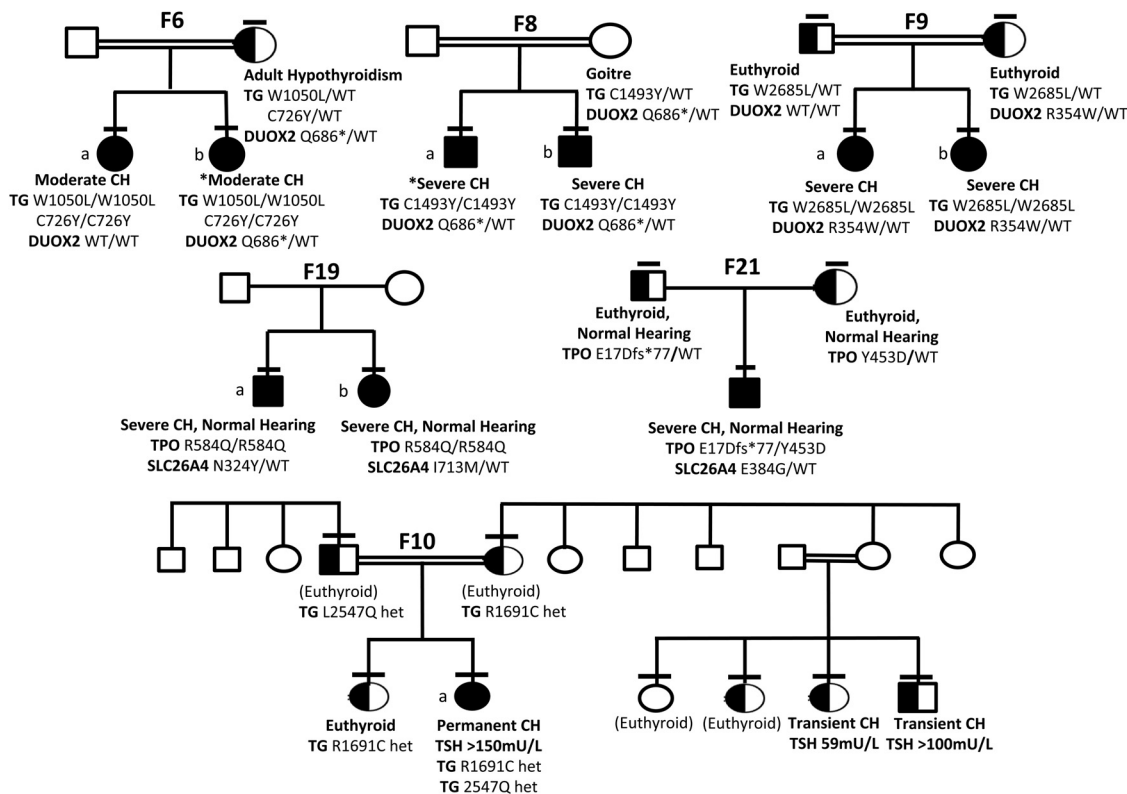 F6
Adult Hypothyroidism
TG W1050L/WT
C726Y/WT
DUOX2 Q686*/WT
a
b
Moderate CH
TG W1050L/W1050L
C726Y/C726Y
DUOX2 WT/WT
*Moderate CH
TG W1050L/W1050L
C726Y/C726Y
DUOX2 Q686*/WT
F8
Goitre
TG C1493Y/WT
DUOX2 Q686*/WT
a
b
*Severe CH
TG C1493Y/C1493Y
DUOX2 Q686*/WT
Severe CH
TG C1493Y/C1493Y
DUOX2 Q686*/WT
F9
Euthyroid
TG W2685L/WT
DUOX2 WT/WT
Euthyroid
TG W2685L/WT
DUOX2 R354W/WT
a
b
Severe CH
TG W2685L/W2685L
DUOX2 R354W/WT
Severe CH
TG W2685L/W2685L
DUOX2 R354W/WT
F19
a
b
Severe CH, Normal Hearing
TPO R584Q/R584Q
SLC26A4 N324Y/WT
Severe CH, Normal Hearing
TPO R584Q/R584Q
SLC26A4 I713M/WT
F21
Euthyroid,
Normal Hearing
TPO E17Dfs*77/WT
Euthyroid,
Normal Hearing
TPO Y453D/WT
Severe CH, Normal Hearing
TPO E17Dfs*77/Y453D
SLC26A4 E384G/WT
F10
(Euthyroid)
TG L2547Q het
(Euthyroid)
TG R1691C het
Euthyroid
TG R1691C het
a
Permanent CH
TSH >150mU/L
TG R1691C het
TG 2547Q het
(Euthyroid)
(Euthyroid)
Transient CH
TSH 59mU/L
Transient CH
TSH >100mU/L